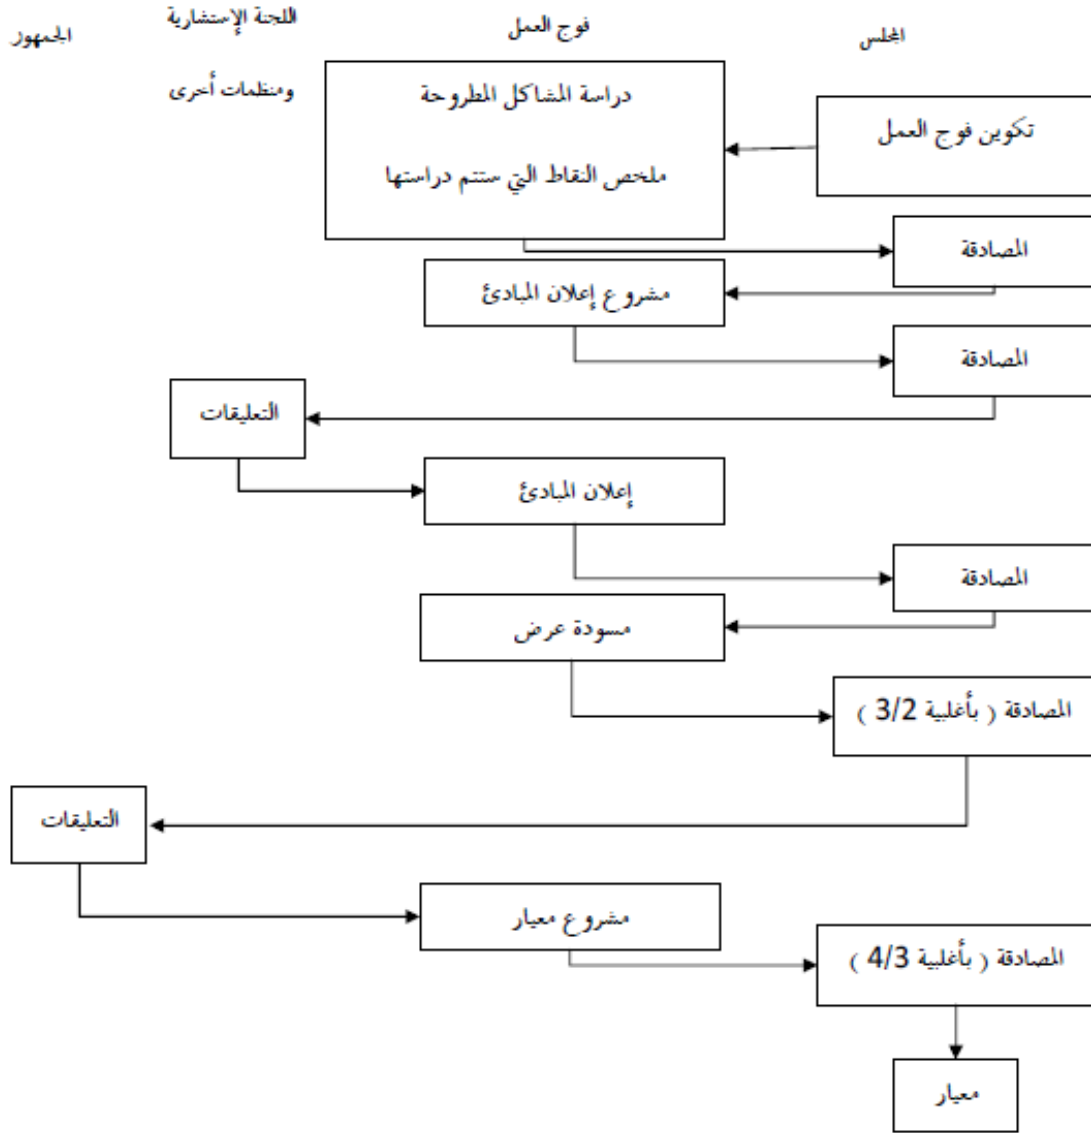 المجلس
فوج العمل
اللجنة الإستشارية
ومنظمات أخرى
الجمهور
تكوين فوج العمل
دراسة المشاكل المطروحة
ملخص النقاط التي ستتم دراستها
المصادقة
مشروع إعلان المبادئ
المصادقة
التعليقات
إعلان المبادئ
المصادقة
مسودة عرض
المصادقة ( بأغلبية 3/2 )
التعليقات
مشروع معيار
المصادقة ( بأغلبية 4/3 )
معيار